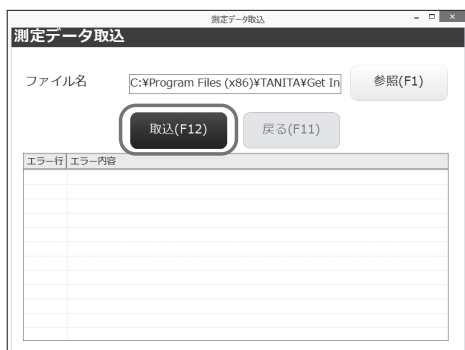 測定データ取込
測定データ取込
ファイル名 C:¥Program Files (x86)¥TANITA¥Get In 参照(F1)
取込(F12) 戻る(F11)
エラー行 エラー内容